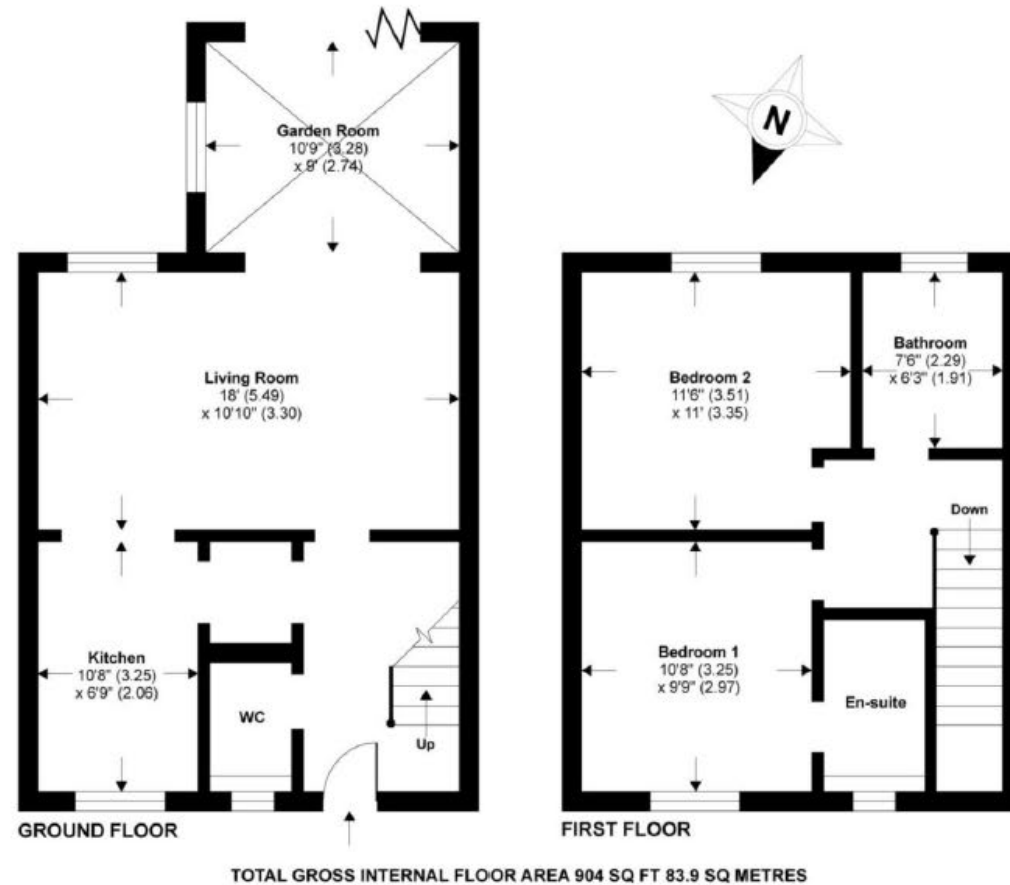 Garden Room
10'9" (3.28)
x 9' (2.74)
N
Living Room
18' (5.49)
x 10'10" (3.30)
Bedroom 2
11'6" (3.51)
x 11' (3.35)
Bathroom
7'6" (2.29)
x 6'3" (1.91)
Down
Kitchen
10'8" (3.25)
x 6'9" (2.06)
WC
Up
Bedroom 1
10'8" (3.25)
x 9'9" (2.97)
En-suite
GROUND FLOOR
FIRST FLOOR
TOTAL GROSS INTERNAL FLOOR AREA 904 SQ FT 83.9 SQ METRES